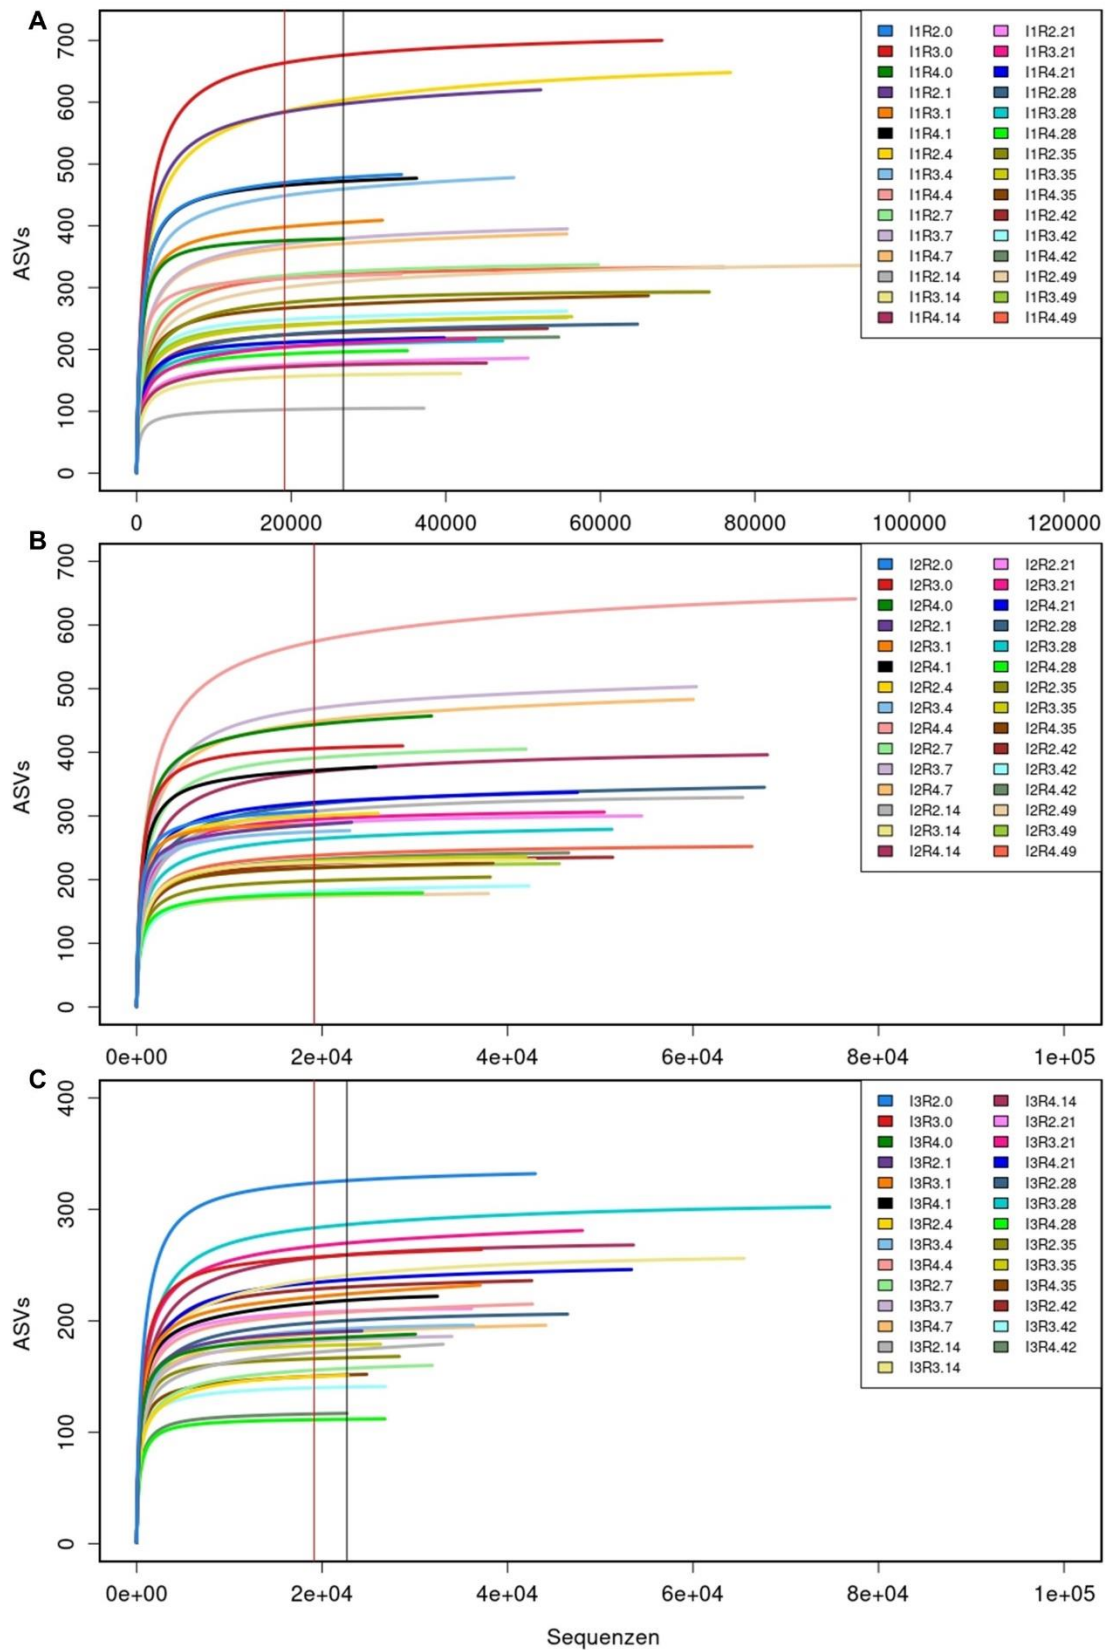 A
ASVs
700
600
500
400
300
200
100
0
0 20000 40000 60000 80000 100000 120000
I1R2.0 I1R2.21
I1R3.0 I1R3.21
I1R4.0 I1R4.21
I1R2.1 I1R2.28
I1R3.1 I1R3.28
I1R4.1 I1R4.28
I1R2.4 I1R2.35
I1R3.4 I1R3.35
I1R4.4 I1R4.35
I1R2.7 I1R2.42
I1R3.7 I1R3.42
I1R4.7 I1R4.42
I1R2.14 I1R2.49
I1R3.14 I1R3.49
I1R4.14 I1R4.49
B
ASVs
700
600
500
400
300
200
100
0
0e+00 2e+04 4e+04 6e+04 8e+04 1e+05
I2R2.0 I2R2.21
I2R3.0 I2R3.21
I2R4.0 I2R4.21
I2R2.1 I2R2.28
I2R3.1 I2R3.28
I2R4.1 I2R4.28
I2R2.4 I2R2.35
I2R3.4 I2R3.35
I2R4.4 I2R4.35
I2R2.7 I2R2.42
I2R3.7 I2R3.42
I2R4.7 I2R4.42
I2R2.14 I2R2.49
I2R3.14 I2R3.49
I2R4.14 I2R4.49
C
ASVs
400
300
200
100
0
0e+00 2e+04 4e+04 6e+04 8e+04 1e+05
I3R2.0 I3R4.14
I3R3.0 I3R2.21
I3R4.0 I3R3.21
I3R2.1 I3R4.21
I3R3.1 I3R2.28
I3R4.1 I3R3.28
I3R2.4 I3R4.28
I3R3.4 I3R2.35
I3R4.4 I3R3.35
I3R2.7 I3R4.35
I3R3.7 I3R2.42
I3R4.7 I3R3.42
I3R2.14 I3R4.42
I3R3.14
Sequenzen